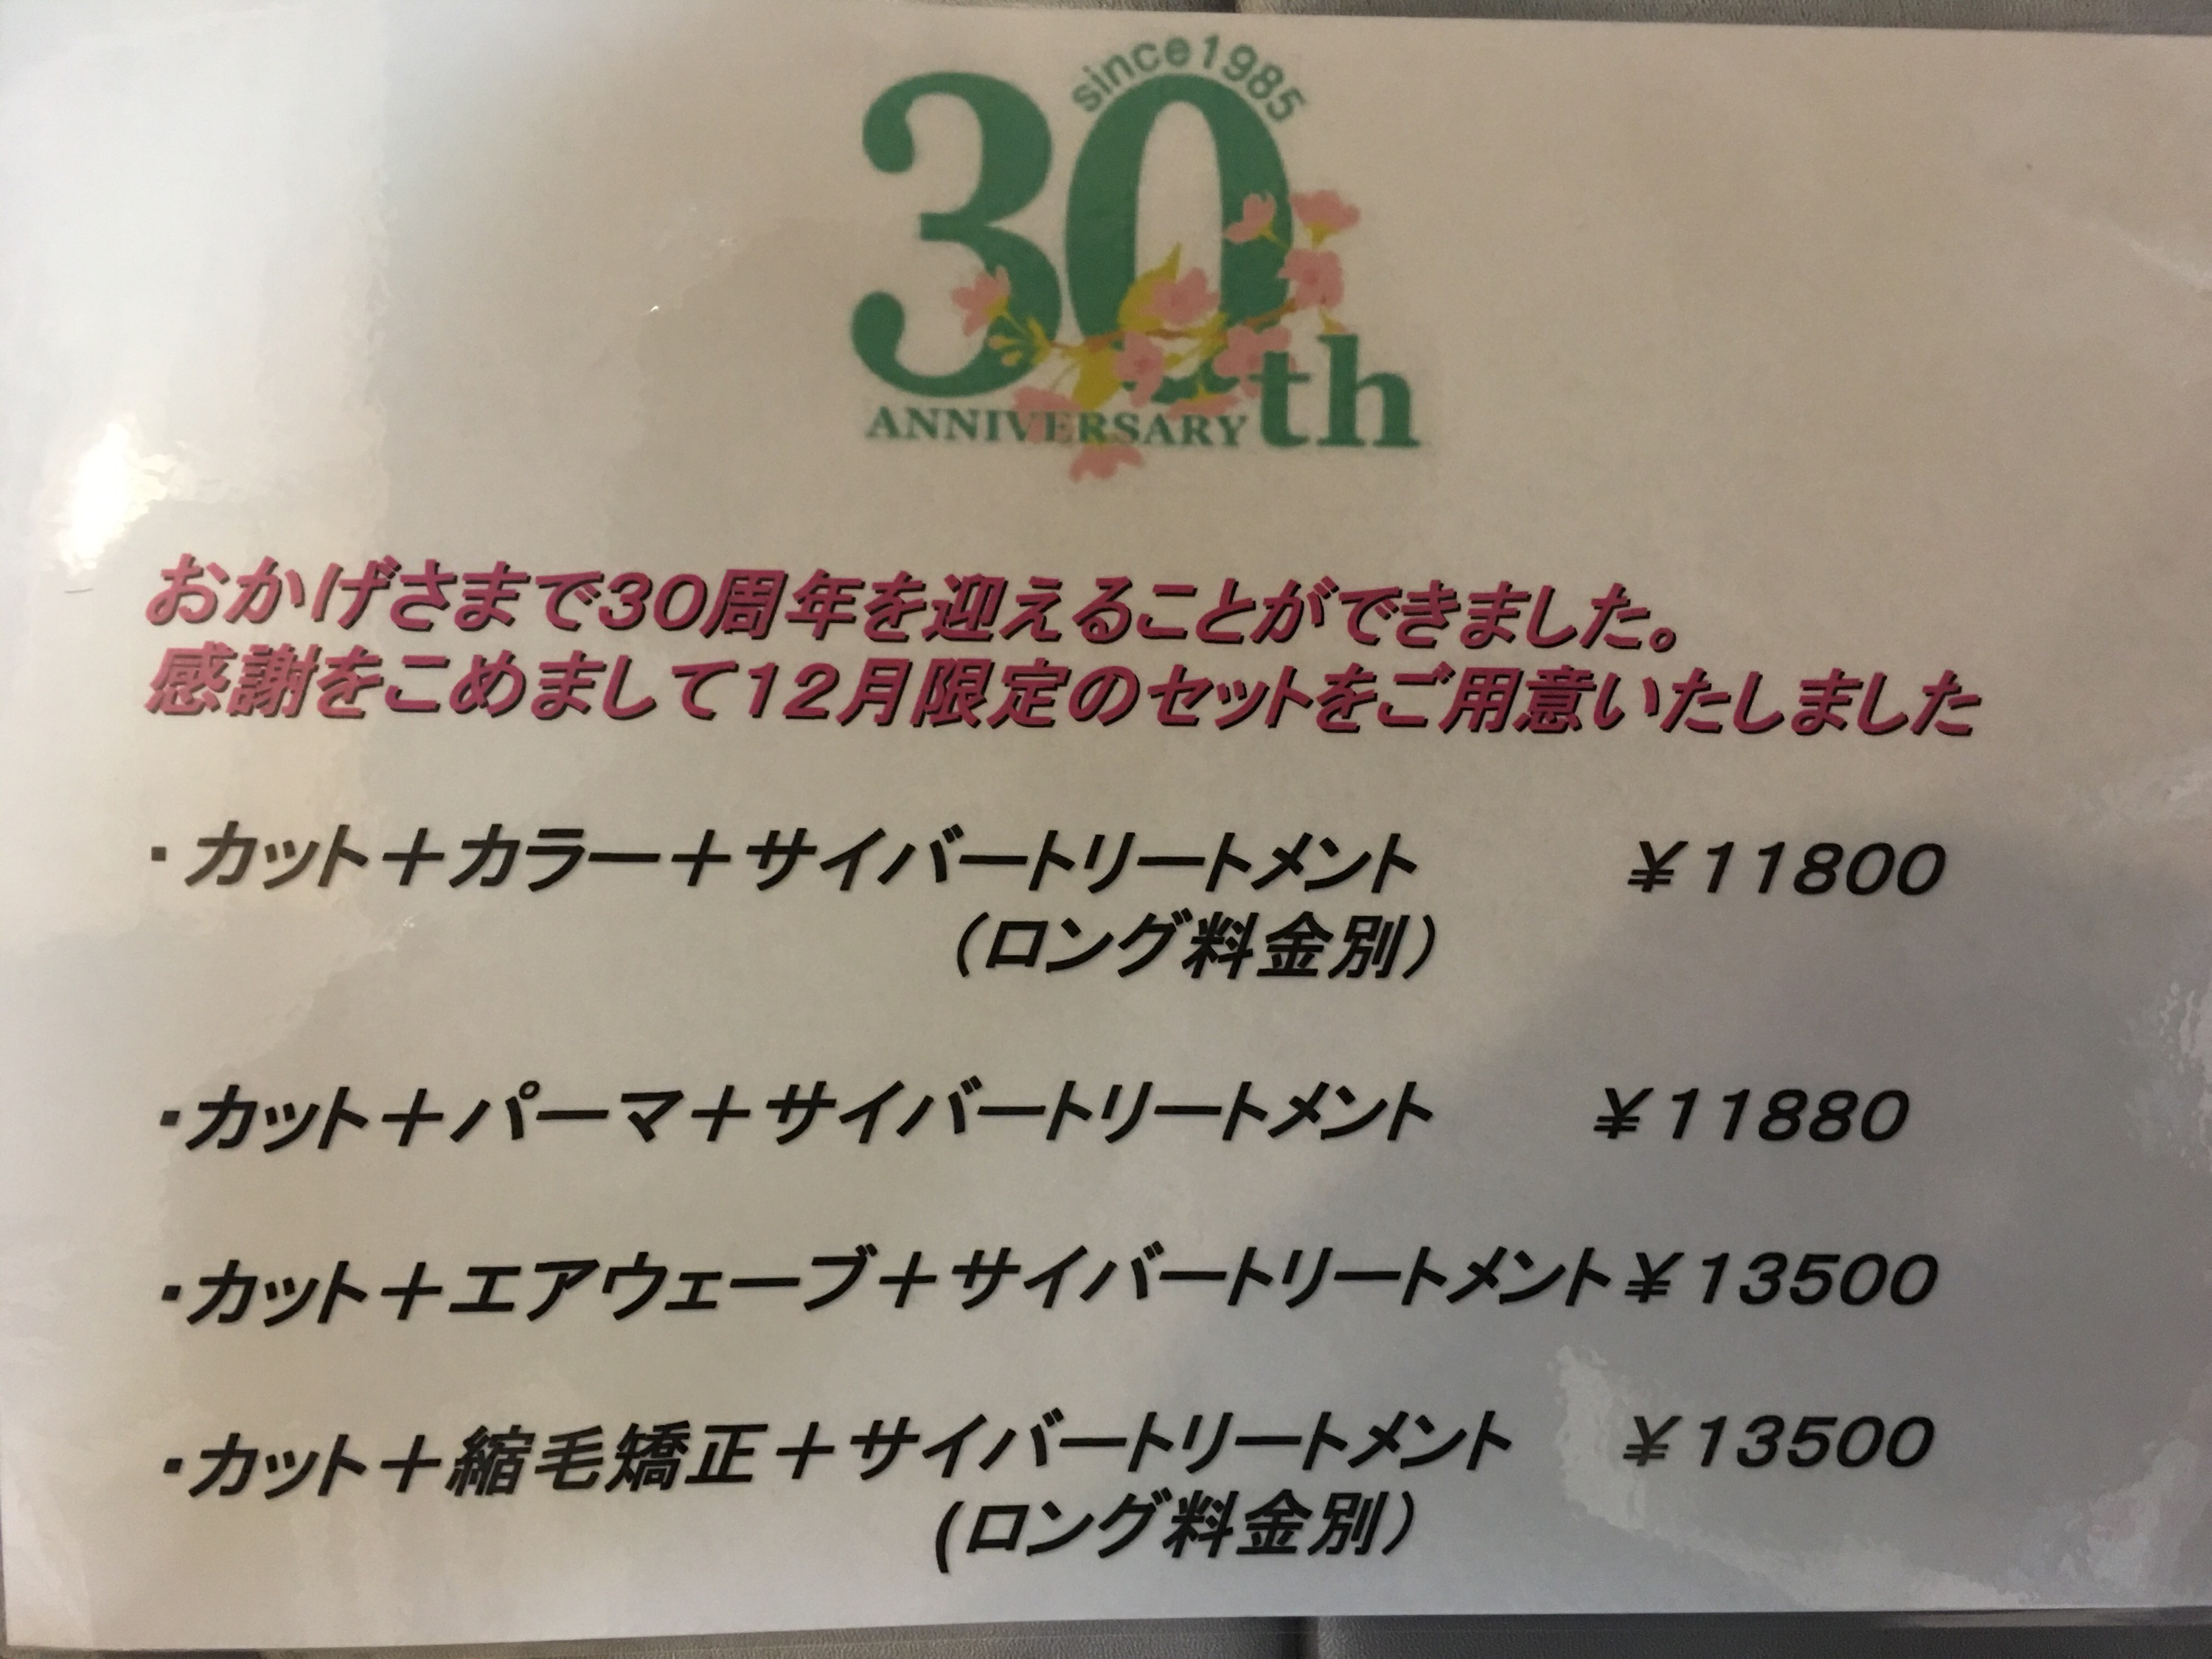 since1985
30th
ANNIVERSARY
おかげさまで30周年を迎えることができました。
感謝をこめまして12月限定のセットをご用意いたしました
・カット＋カラー＋サイバートリートメント ￥11800
（ロング料金別）
・カット＋パーマ＋サイバートリートメント ￥11880
・カット＋エアウェーブ＋サイバートリートメント￥13500
・カット＋縮毛矯正＋サイバートリートメント ￥13500
(ロング料金別）